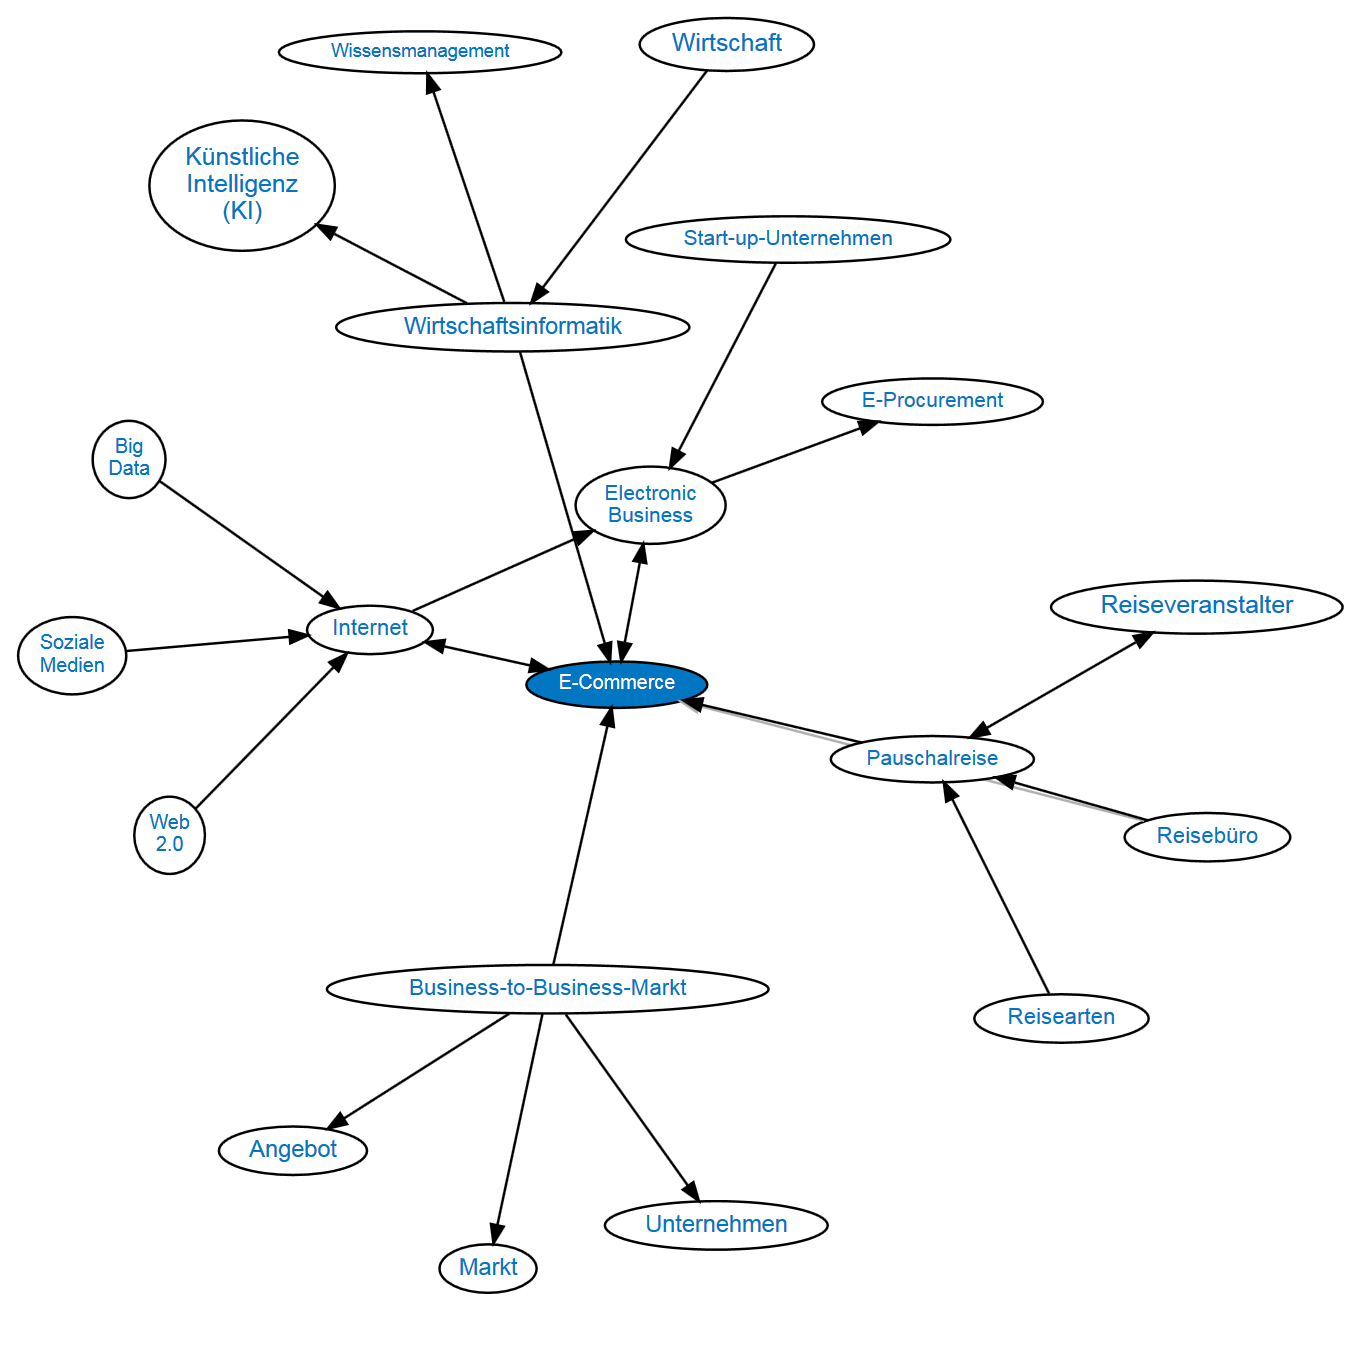 Wissensmanagement
Wirtschaft
Künstliche
Intelligenz
(KI)
Start-up-Unternehmen
Wirtschaftsinformatik
E-Procurement
Big
Data
Electronic
Business
Internet
Reiseveranstalter
Soziale
Medien
E-Commerce
Pauschalreise
Web
2.0
Reisebüro
Business-to-Business-Markt
Reisearten
Angebot
Unternehmen
Markt